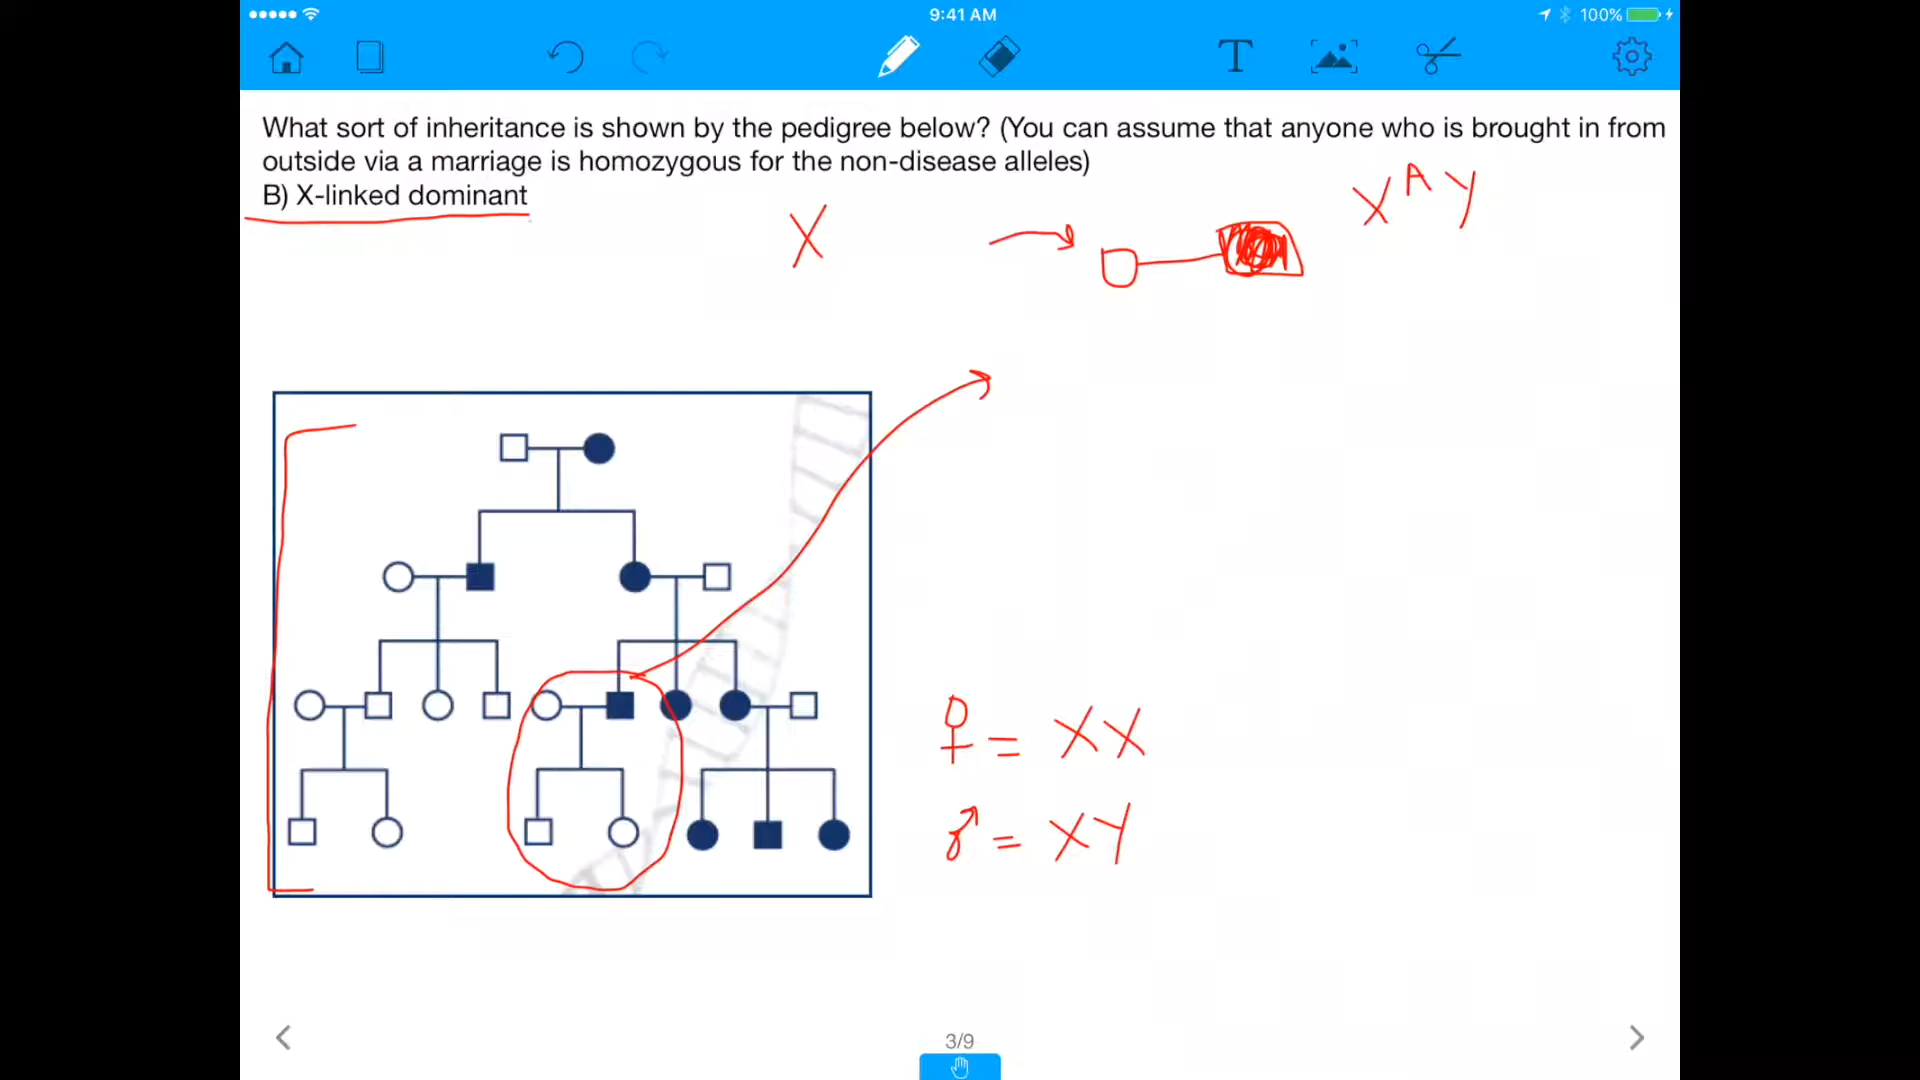 9:41 AM
100%
T
What sort of inheritance is shown by the pedigree below? (You can assume that anyone who is brought in from
outside via a marriage is homozygous for the non-disease alleles)
B) X-linked dominant
X
X^A Y
♀ = XX
♂ = XY
3/9